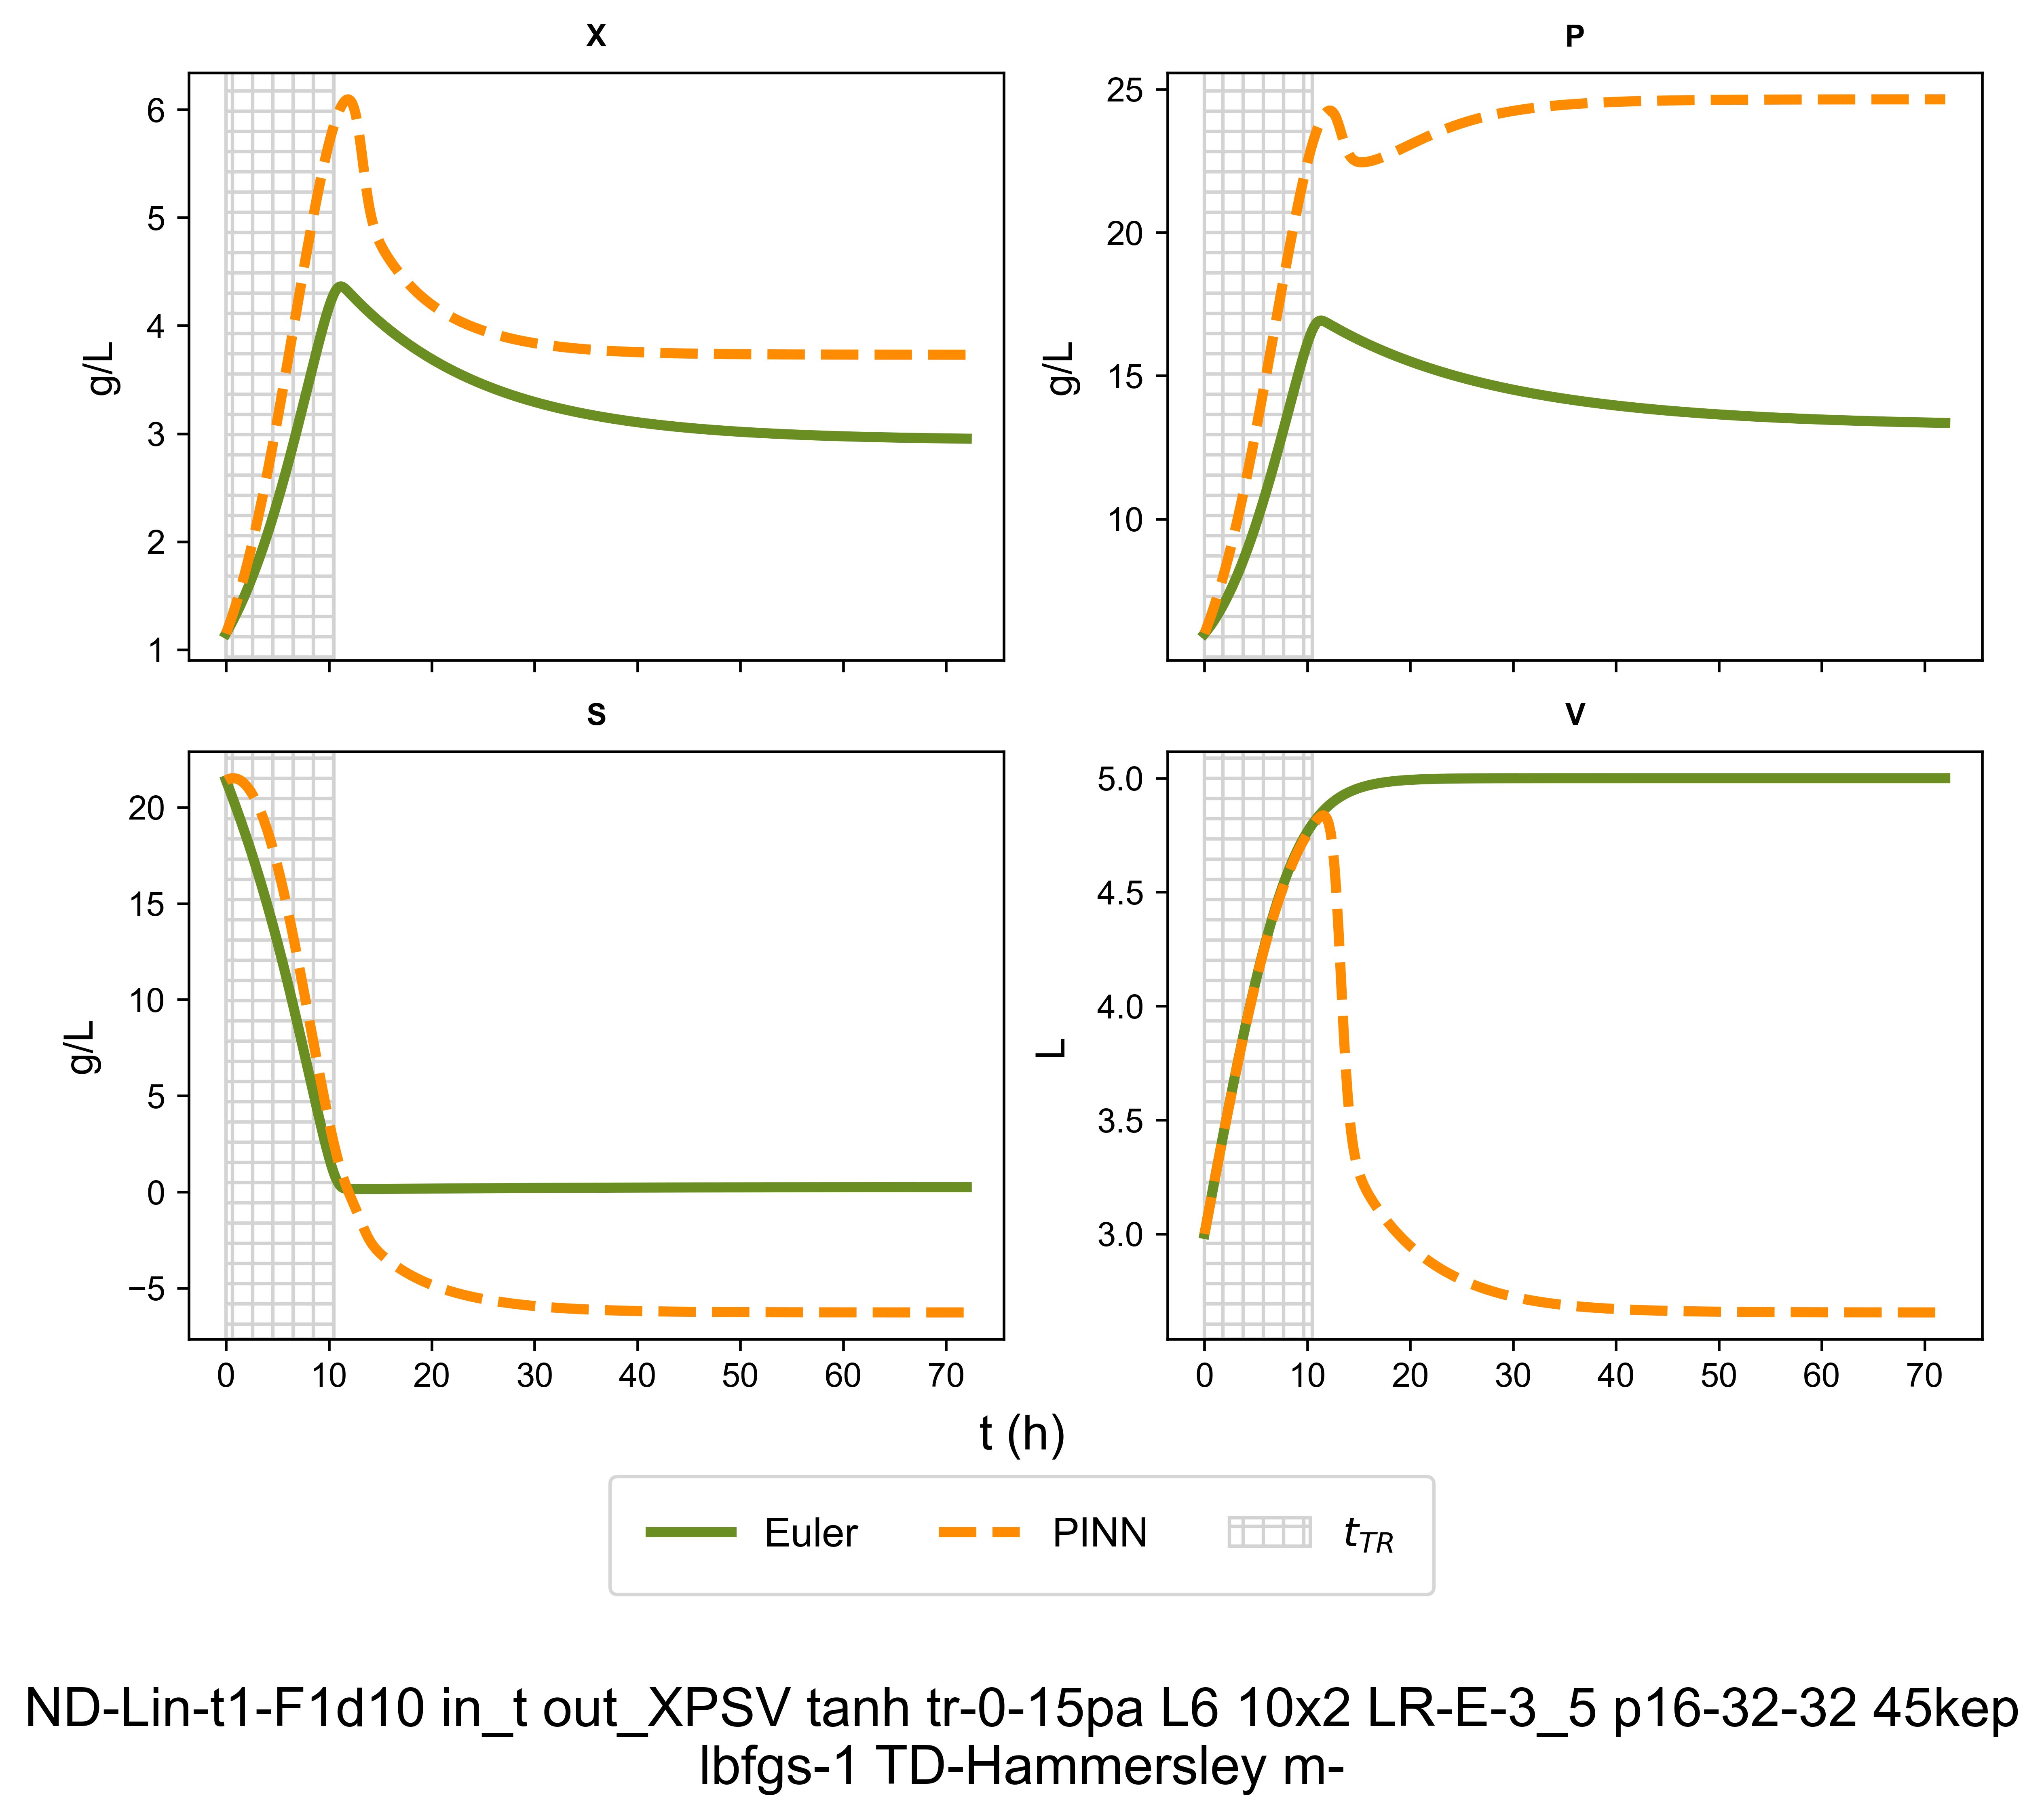 X
P
6
5
4
3
2
1
g/L
25
20
15
10
g/L
S
V
20
15
10
5
0
−5
g/L
5.0
4.5
4.0
3.5
3.0
L
0 10 20 30 40 50 60 70
0 10 20 30 40 50 60 70
t (h)
Euler PINN t_TR
ND-Lin-t1-F1d10 in_t out_XPSV tanh tr-0-15pa L6 10x2 LR-E-3_5 p16-32-32 45kep
lbfgs-1 TD-Hammersley m-